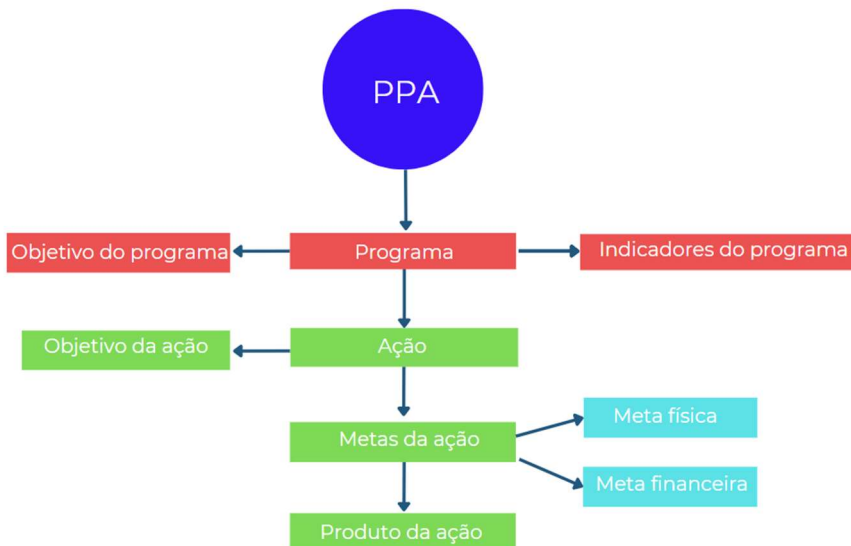 PPA
Objetivo do programa
Programa
Indicadores do programa
Objetivo da ação
Ação
Metas da ação
Meta física
Meta financeira
Produto da ação